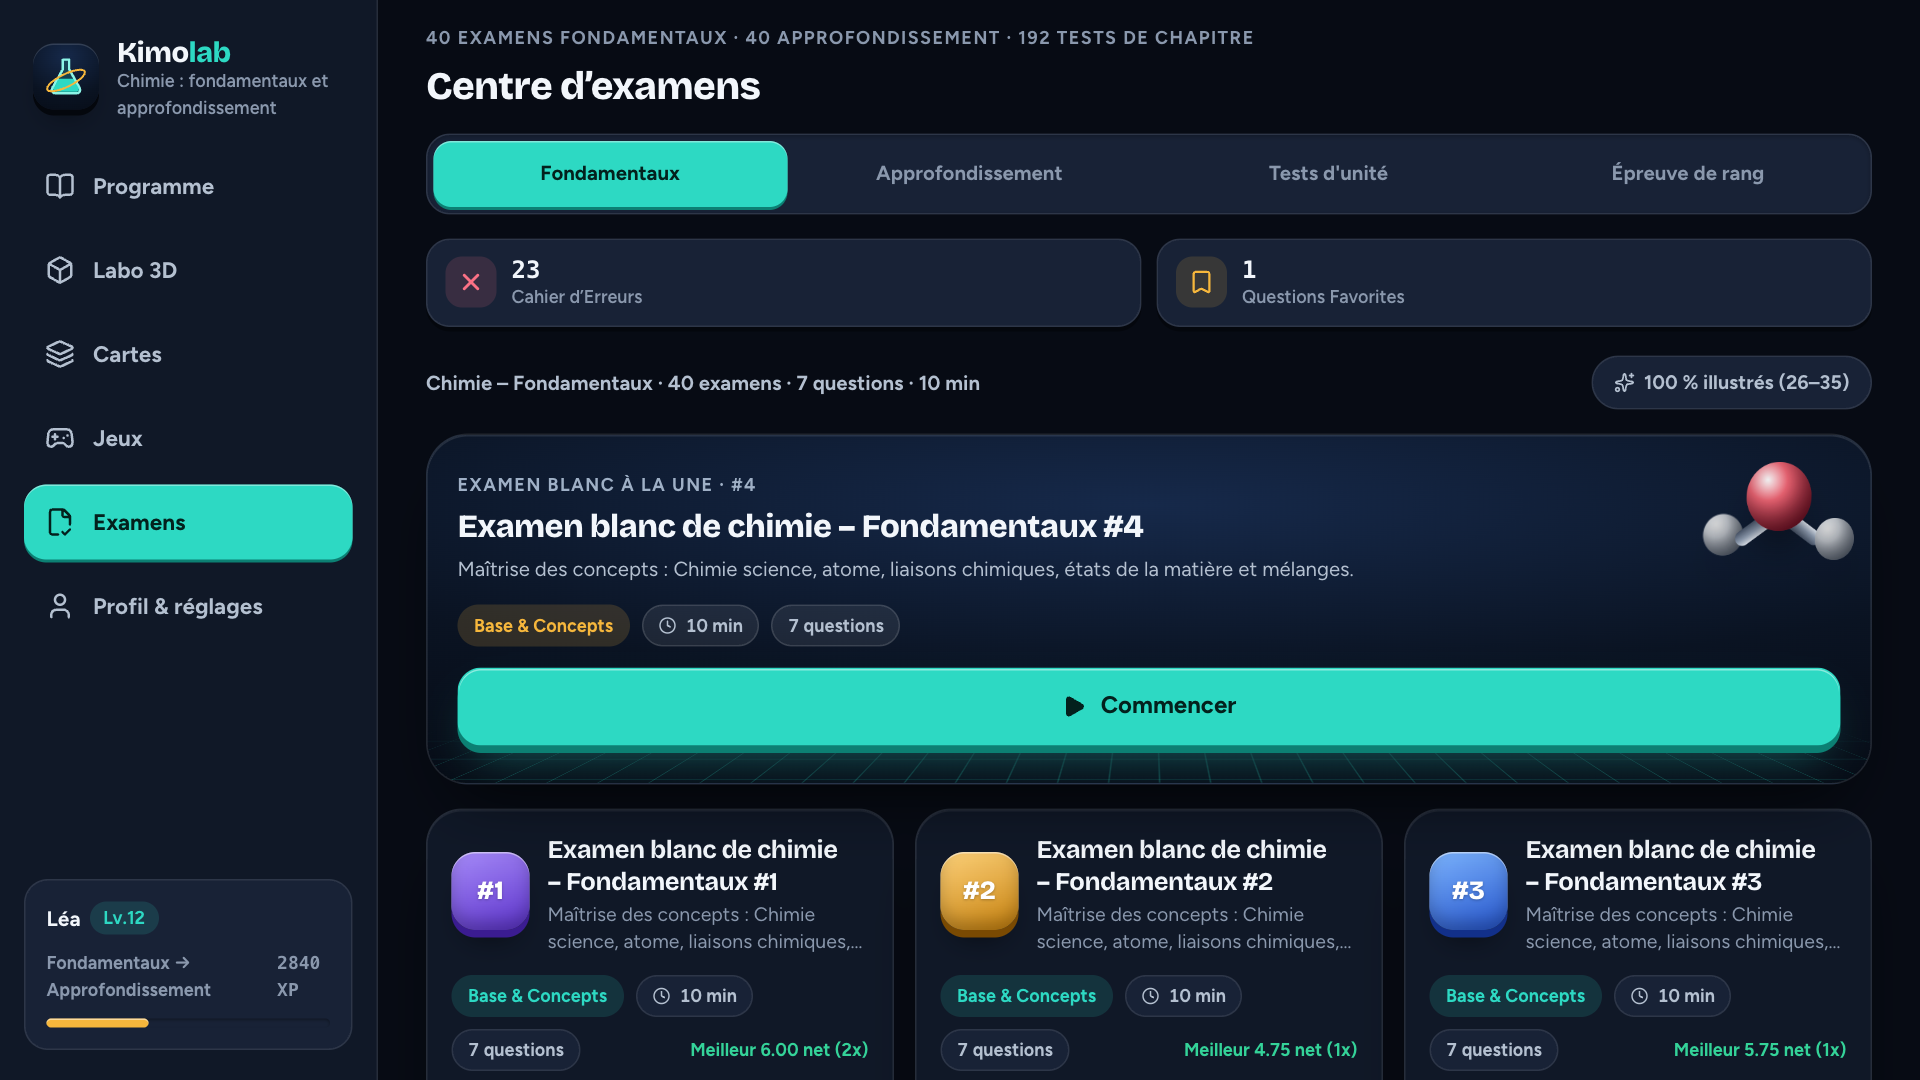 Kimolab
Chimie : fondamentaux et
approfondissement
Programme
Labo 3D
Cartes
Jeux
Examens
Profil & réglages
Léa Lv.12
Fondamentaux → 2840
Approfondissement XP
40 EXAMENS FONDAMENTAUX · 40 APPROFONDISSEMENT · 192 TESTS DE CHAPITRE
Centre d’examens
Fondamentaux Approfondissement Tests d'unité Épreuve de rang
23
Cahier d’Erreurs
1
Questions Favorites
Chimie – Fondamentaux · 40 examens · 7 questions · 10 min
100 % illustrés (26–35)
EXAMEN BLANC À LA UNE · #4
Examen blanc de chimie – Fondamentaux #4
Maîtrise des concepts : Chimie science, atome, liaisons chimiques, états de la matière et mélanges.
Base & Concepts 10 min 7 questions
Commencer
#1
Examen blanc de chimie
– Fondamentaux #1
Maîtrise des concepts : Chimie
science, atome, liaisons chimiques,...
Base & Concepts 10 min
7 questions Meilleur 6.00 net (2x)
#2
Examen blanc de chimie
– Fondamentaux #2
Maîtrise des concepts : Chimie
science, atome, liaisons chimiques,...
Base & Concepts 10 min
7 questions Meilleur 4.75 net (1x)
#3
Examen blanc de chimie
– Fondamentaux #3
Maîtrise des concepts : Chimie
science, atome, liaisons chimiques,...
Base & Concepts 10 min
7 questions Meilleur 5.75 net (1x)